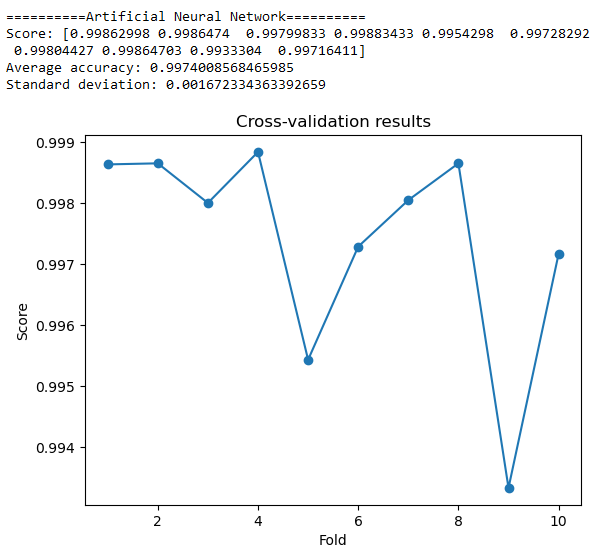 ==========Artificial Neural Network==========
Score: [0.99862998 0.9986474  0.99799833 0.99883433 0.9954298  0.99728292
 0.99804427 0.99864703 0.9933304  0.99716411]
Average accuracy: 0.9974008568465985
Standard deviation: 0.001672334363392659
Cross-validation results
0.999
0.998
0.997
0.996
0.995
0.994
Score
2 4 6 8 10
Fold